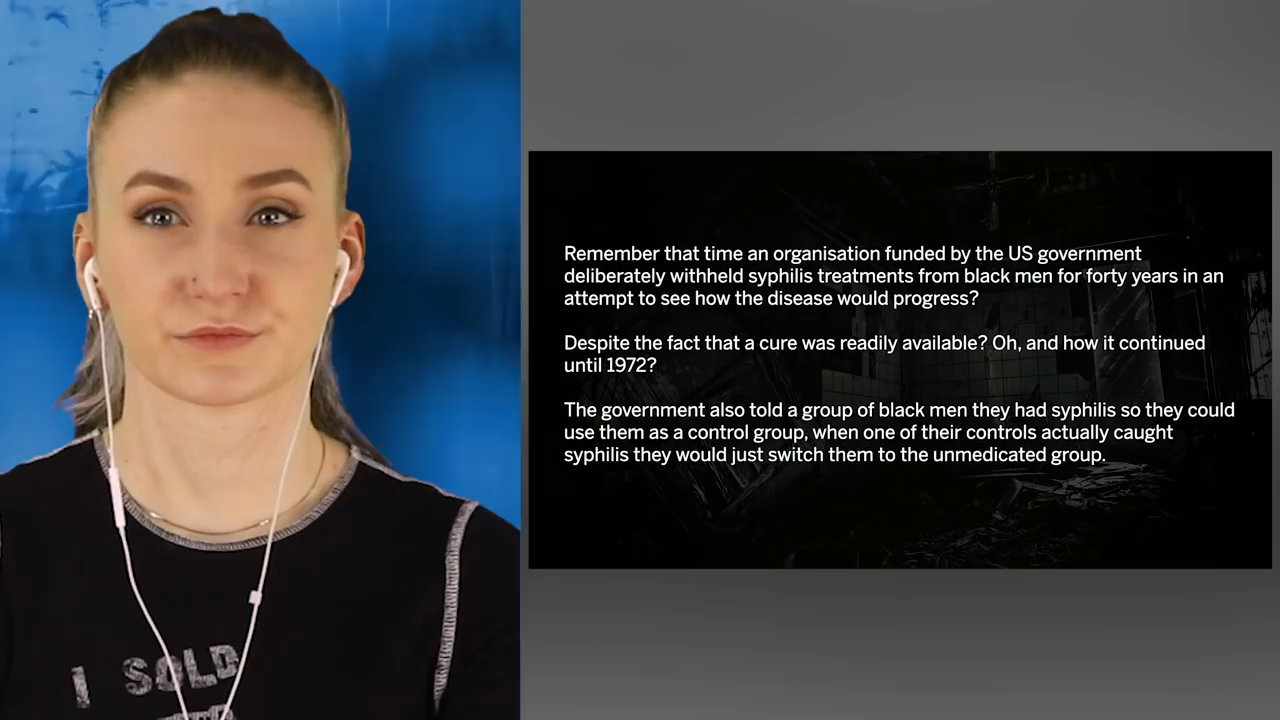 Remember that time an organisation funded by the US government
deliberately withheld syphilis treatments from black men for forty years in an
attempt to see how the disease would progress?
Despite the fact that a cure was readily available? Oh, and how it continued
until 1972?
The government also told a group of black men they had syphilis so they could
use them as a control group, when one of their controls actually caught
syphilis they would just switch them to the unmedicated group.
I SOLD